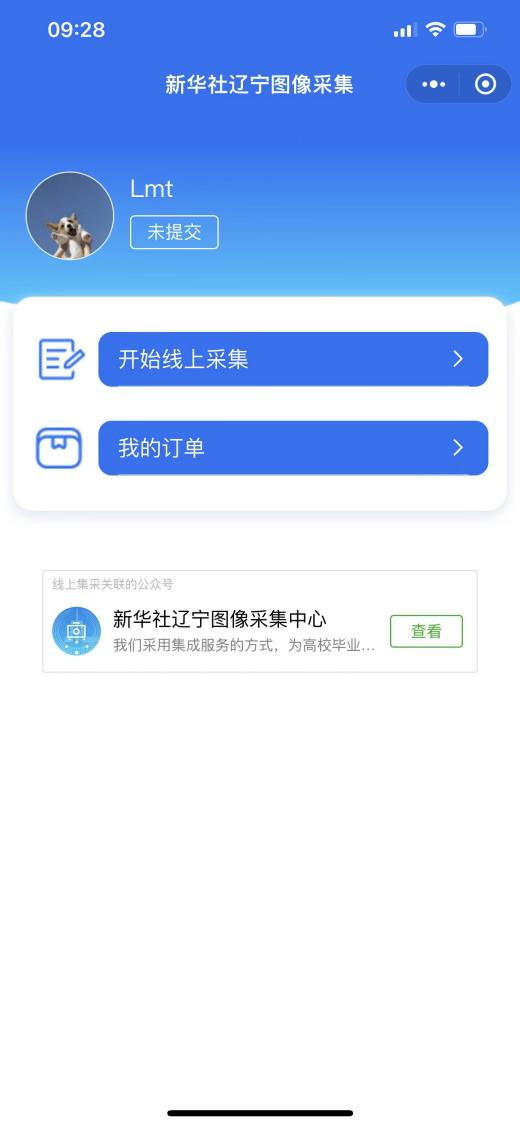 09:28
新华社辽宁图像采集
Lmt
未提交
开始线上采集
我的订单
线上集采关联的公众号
新华社辽宁图像采集中心
我们采用集成服务的方式，为高校毕业...
查看